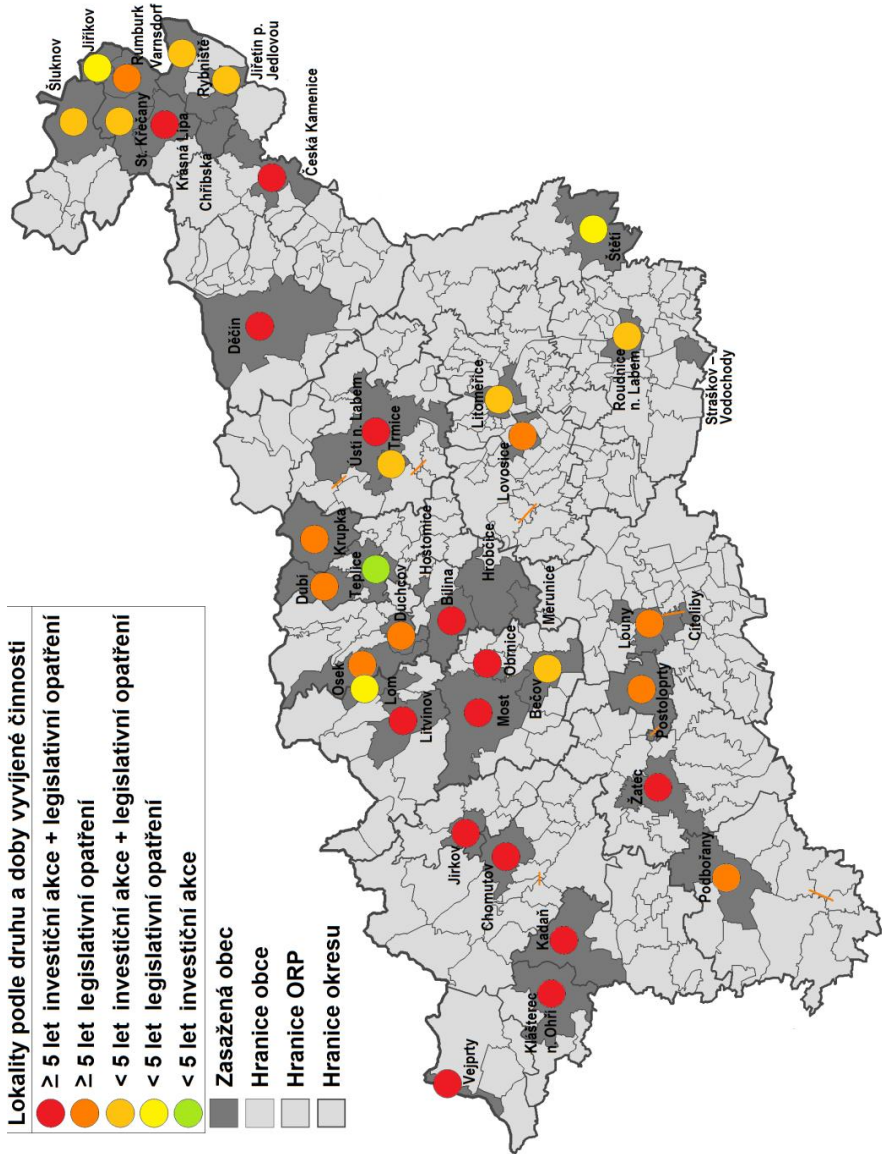 Lokality podle druhu a doby vyvíjené činnosti
≥ 5 let investiční akce + legislativní opatření
≥ 5 let legislativní opatření
< 5 let investiční akce + legislativní opatření
< 5 let legislativní opatření
< 5 let investiční akce
Zasažená obec
Hranice obce
Hranice ORP
Hranice okresu
Vejprty
Klášterec
n. Ohří
Kadaň
Chomutov
Jirkov
Podbořany
Žatec
Postoloprty
Louny
Cítoliby
Litvínov
Lom
Osek
Most
Obrnice
Bečov
Měrunice
Bílina
Hrobčice
Duchcov
Hostomice
Dubí
Teplice
Krupka
Trmice
Ústí n. Labem
Lovosice
Litoměřice
Roudnice
n. Labem
Straškov –
Vodochody
Štětí
Děčín
Česká Kamenice
Chřibská
Krásná Lípa
St. Křečany
Šluknov
Jiříkov
Rumburk
Varnsdorf
Rybniště
Jiřetín p.
Jedlovou